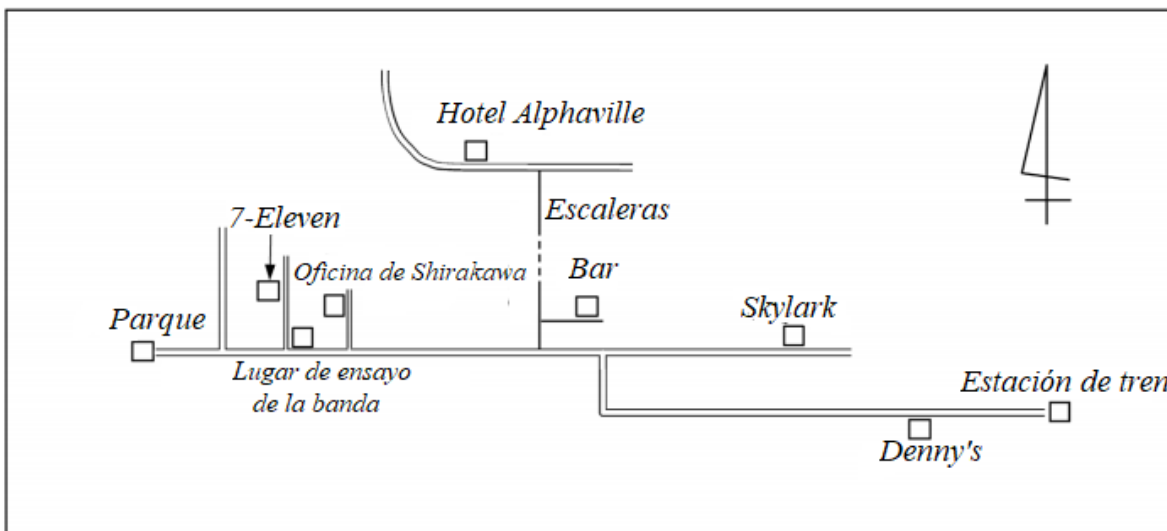 Hotel Alphaville
7-Eleven
Escaleras
Oficina de Shirakawa
Bar
Parque
Skylark
Lugar de ensayo
de la banda
Estación de tren
Denny's